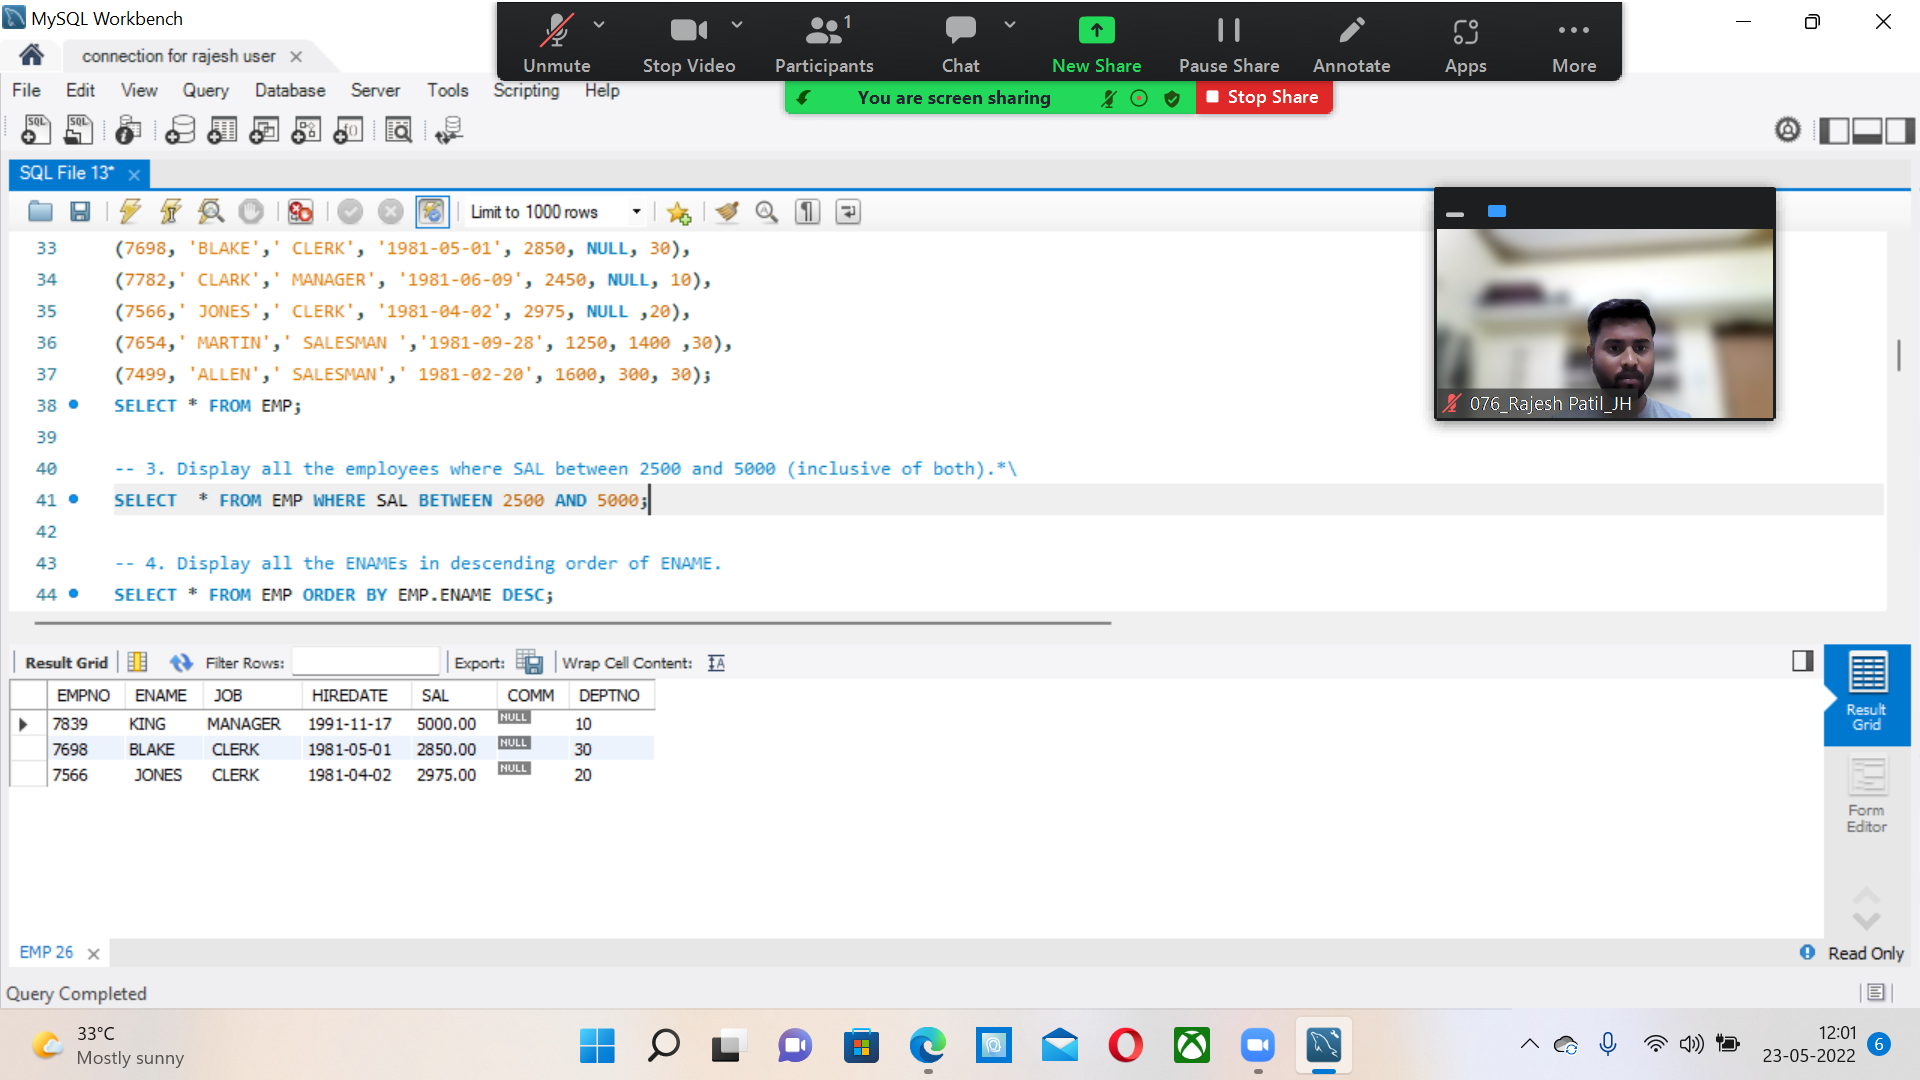 MySQL Workbench
connection for rajesh user
Unmute
Stop Video
Participants
1
Chat
New Share
Pause Share
Annotate
Apps
More
You are screen sharing
Stop Share
File Edit View Query Database Server Tools Scripting Help
SQL File 13*
Limit to 1000 rows
33 (7698, 'BLAKE',' CLERK', '1981-05-01', 2850, NULL, 30),
34 (7782,' CLARK',' MANAGER', '1981-06-09', 2450, NULL, 10),
35 (7566,' JONES',' CLERK', '1981-04-02', 2975, NULL ,20),
36 (7654,' MARTIN',' SALESMAN ','1981-09-28', 1250, 1400 ,30),
37 (7499, 'ALLEN',' SALESMAN',' 1981-02-20', 1600, 300, 30);
38 SELECT * FROM EMP;
39
40 -- 3. Display all the employees where SAL between 2500 and 5000 (inclusive of both).*\
41 SELECT  * FROM EMP WHERE SAL BETWEEN 2500 AND 5000;
42
43 -- 4. Display all the ENAMEs in descending order of ENAME.
44 SELECT * FROM EMP ORDER BY EMP.ENAME DESC;
076_Rajesh Patil_JH
Result Grid Filter Rows: Export: Wrap Cell Content:
EMPNO ENAME JOB HIREDATE SAL COMM DEPTNO
7839 KING MANAGER 1991-11-17 5000.00 NULL 10
7698 BLAKE CLERK 1981-05-01 2850.00 NULL 30
7566 JONES CLERK 1981-04-02 2975.00 NULL 20
Result
Grid
Form
Editor
EMP 26
Read Only
Query Completed
33°C
Mostly sunny
12:01
23-05-2022
6